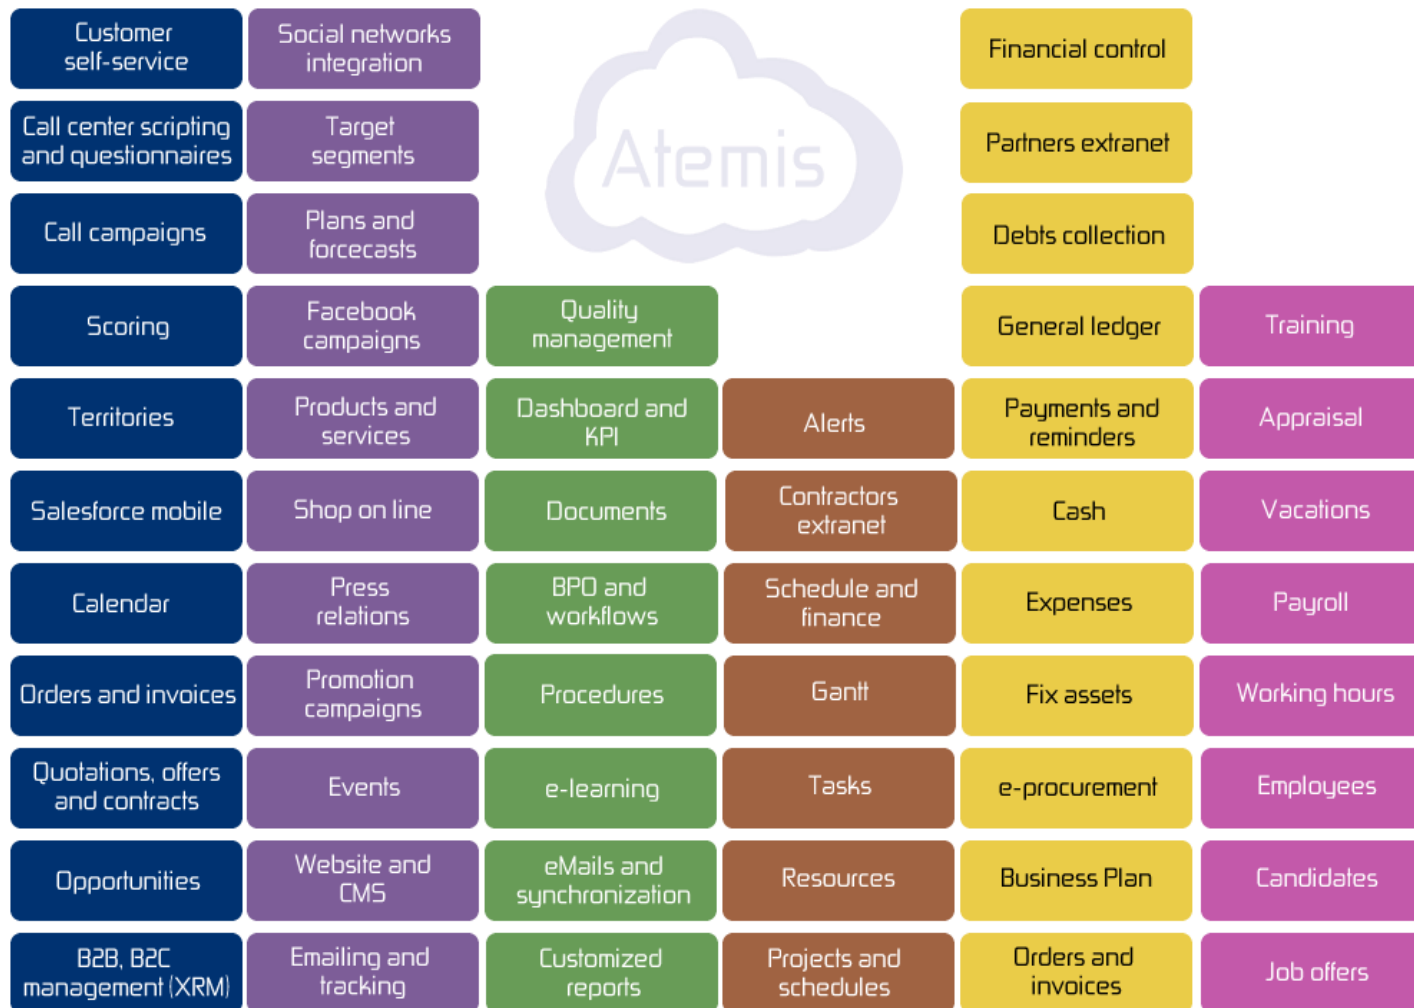 Customer
self-service
Social networks
integration
Atemis
Financial control
Call center scripting
and questionnaires
Target
segments
Partners extranet
Call campaigns
Plans and
forcecasts
Debts collection
Scoring
Facebook
campaigns
Quality
management
General ledger
Training
Territories
Products and
services
Dashboard and
KPI
Alerts
Payments and
reminders
Appraisal
Salesforce mobile
Shop on line
Documents
Contractors
extranet
Cash
Vacations
Calendar
Press
relations
BPO and
workflows
Schedule and
finance
Expenses
Payroll
Orders and invoices
Promotion
campaigns
Procedures
Gantt
Fix assets
Working hours
Quotations, offers
and contracts
Events
e-learning
Tasks
e-procurement
Employees
Opportunities
Website and
CMS
eMails and
synchronization
Resources
Business Plan
Candidates
B2B, B2C
management (XRM)
Emailing and
tracking
Customized
reports
Projects and
schedules
Orders and
invoices
Job offers